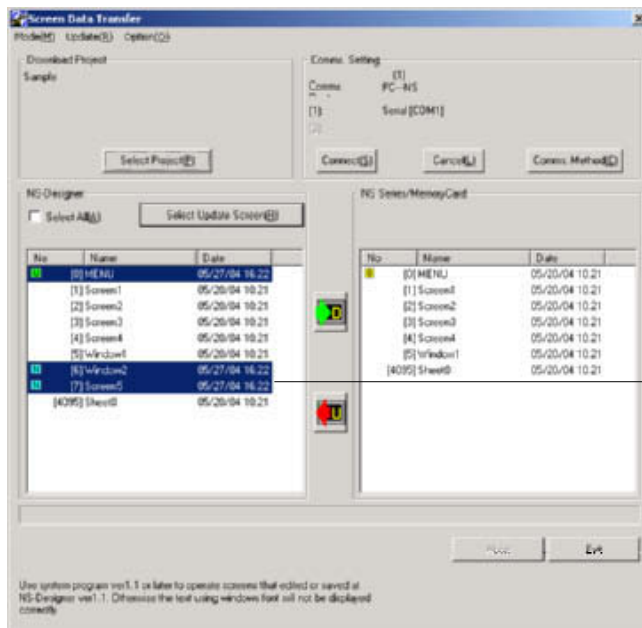 Screen Data Transfer
Mode(M) Update(R) Option(O)
Download Project
Sample
Select Project(P)
Comms. Setting
(1)
Comms PC--NS
(1) Serial [COM1]
(2)
Connect(S) Cancel(L) Comms. Method(C)
NS-Designer
Select All(A) Select Update Screen(R)
No Name Date
U [0] MENU 05/27/04 16:22
[1] Screen1 05/20/04 10:21
[2] Screen2 05/20/04 10:21
[3] Screen3 05/20/04 10:21
[4] Screen4 05/20/04 10:21
[5] Window1 05/20/04 10:21
N [6] Window2 05/27/04 16:22
N [7] Screen5 05/27/04 16:22
[4095] Sheet0 05/20/04 10:21
D
U
NS Series/MemoryCard
No Name Date
[0] MENU 05/20/04 10:21
[1] Screen1 05/20/04 10:21
[2] Screen2 05/20/04 10:21
[3] Screen3 05/20/04 10:21
[4] Screen4 05/20/04 10:21
[5] Window1 05/20/04 10:21
[4095] Sheet0 05/20/04 10:21
Exit
Use system program ver1.1 or later to operate screens that edited or saved at
NS-Designer ver1.1. Otherwise the text using windows font will not be displayed
correctly.